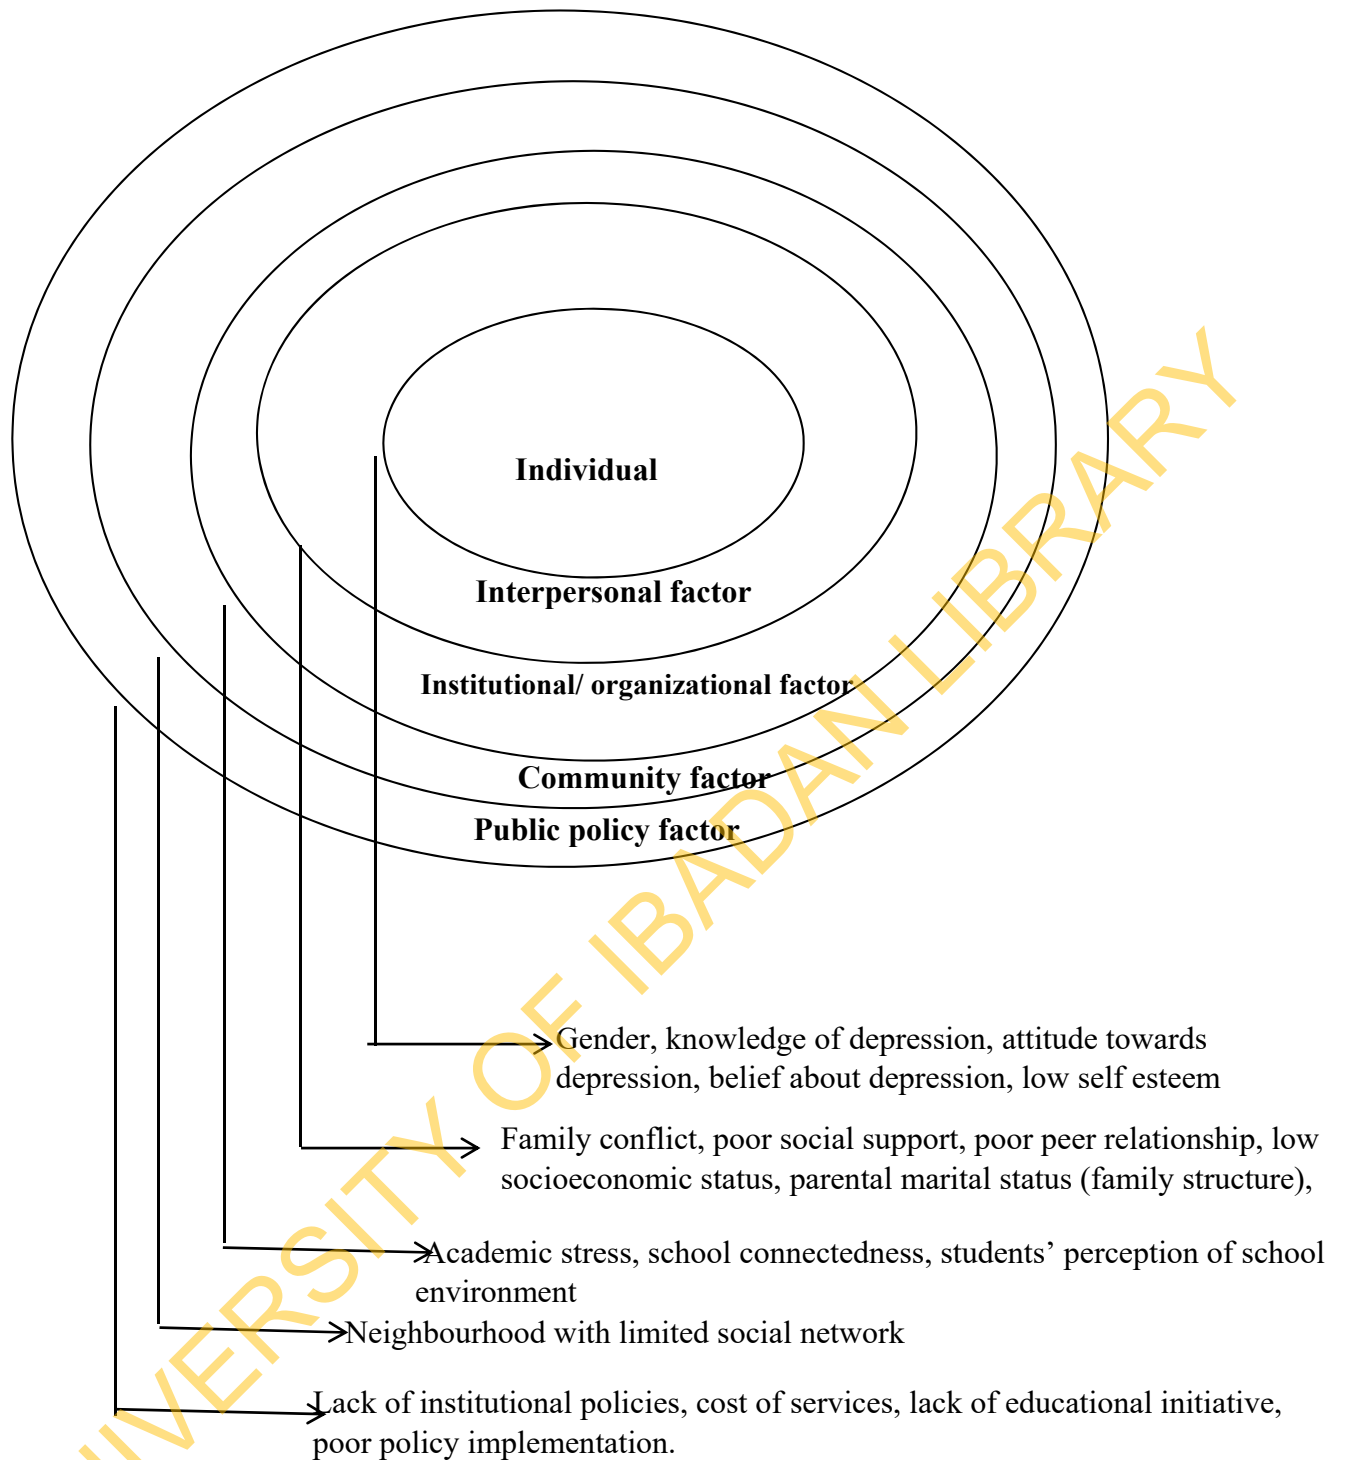 Individual
Interpersonal factor
Institutional/ organizational factor
Community factor
Public policy factor
Gender, knowledge of depression, attitude towards
depression, belief about depression, low self esteem
Family conflict, poor social support, poor peer relationship, low
socioeconomic status, parental marital status (family structure),
Academic stress, school connectedness, students’ perception of school
environment
Neighbourhood with limited social network
Lack of institutional policies, cost of services, lack of educational initiative,
poor policy implementation.
NIVERSITY OF IBADAN LIBRARY